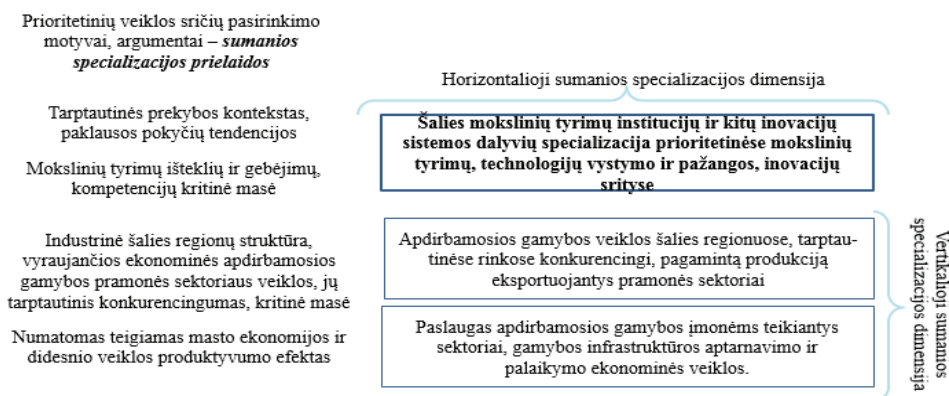 Prioritetinių veiklos sričių pasirinkimo
motyvai, argumentai – sumanios
specializacijos prielaidos
Tarptautinės prekybos kontekstas,
paklausos pokyčių tendencijos
Mokslinių tyrimų išteklių ir gebėjimų,
kompetencijų kritinė masė
Industrinė šalies regionų struktūra,
vyraujančios ekonominės apdirbamosios
gamybos pramonės sektoriaus veiklos, jų
tarptautinis konkurencingumas, kritinė masė
Numatomas teigiamas masto ekonomijos ir
didesnio veiklos produktyvumo efektas
Horizontalioji sumanios specializacijos dimensija
Šalies mokslinių tyrimų institucijų ir kitų inovacijų
sistemos dalyvių specializacija prioritetinėse mokslinių
tyrimų, technologijų vystymo ir pažangos, inovacijų
srityse
Apdirbamosios gamybos veiklos šalies regionuose, tarptau-
tinėse rinkose konkurencingi, pagamintą produkciją
eksportuojantys pramonės sektoriai
Paslaugas apdirbamosios gamybos įmonėms teikiantys
sektoriai, gamybos infrastruktūros aptarnavimo ir
palaikymo ekonominės veiklos.
Vertikalioji sumanios
specializacijos dimensija